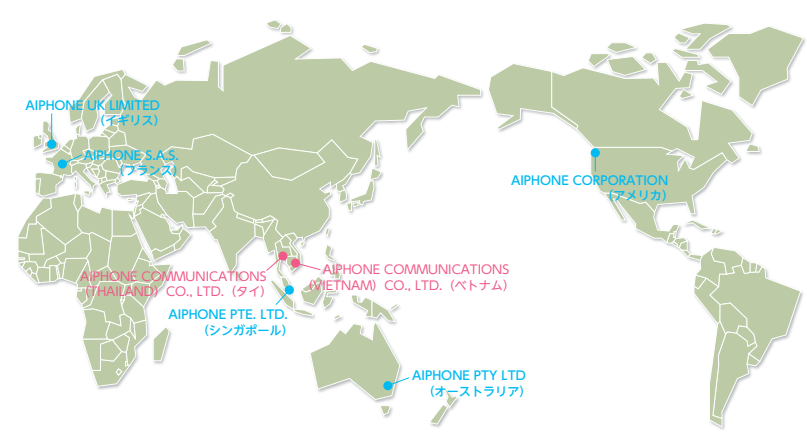 AIPHONE UK LIMITED
（イギリス）
AIPHONE S.A.S.
（フランス）
AIPHONE CORPORATION
（アメリカ）
AIPHONE COMMUNICATIONS
（THAILAND）CO., LTD.（タイ）
AIPHONE COMMUNICATIONS
（VIETNAM）CO., LTD.（ベトナム）
AIPHONE PTE. LTD.
（シンガポール）
AIPHONE PTY LTD
（オーストラリア）